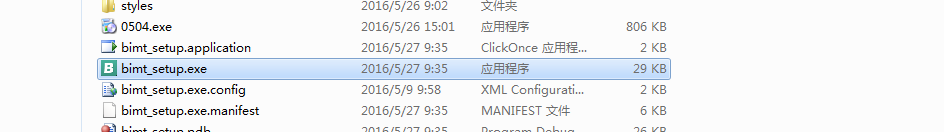 styles 2016/5/26 9:02 文件夹
0504.exe 2016/5/26 15:01 应用程序 806 KB
bimt_setup.application 2016/5/27 9:35 ClickOnce 应用程... 2 KB
bimt_setup.exe 2016/5/27 9:35 应用程序 29 KB
bimt_setup.exe.config 2016/5/9 9:58 XML Configurati... 2 KB
bimt_setup.exe.manifest 2016/5/27 9:35 MANIFEST 文件 6 KB
bimt_setup.pdb 2016/5/27 9:35 Program Debug... 26 KB